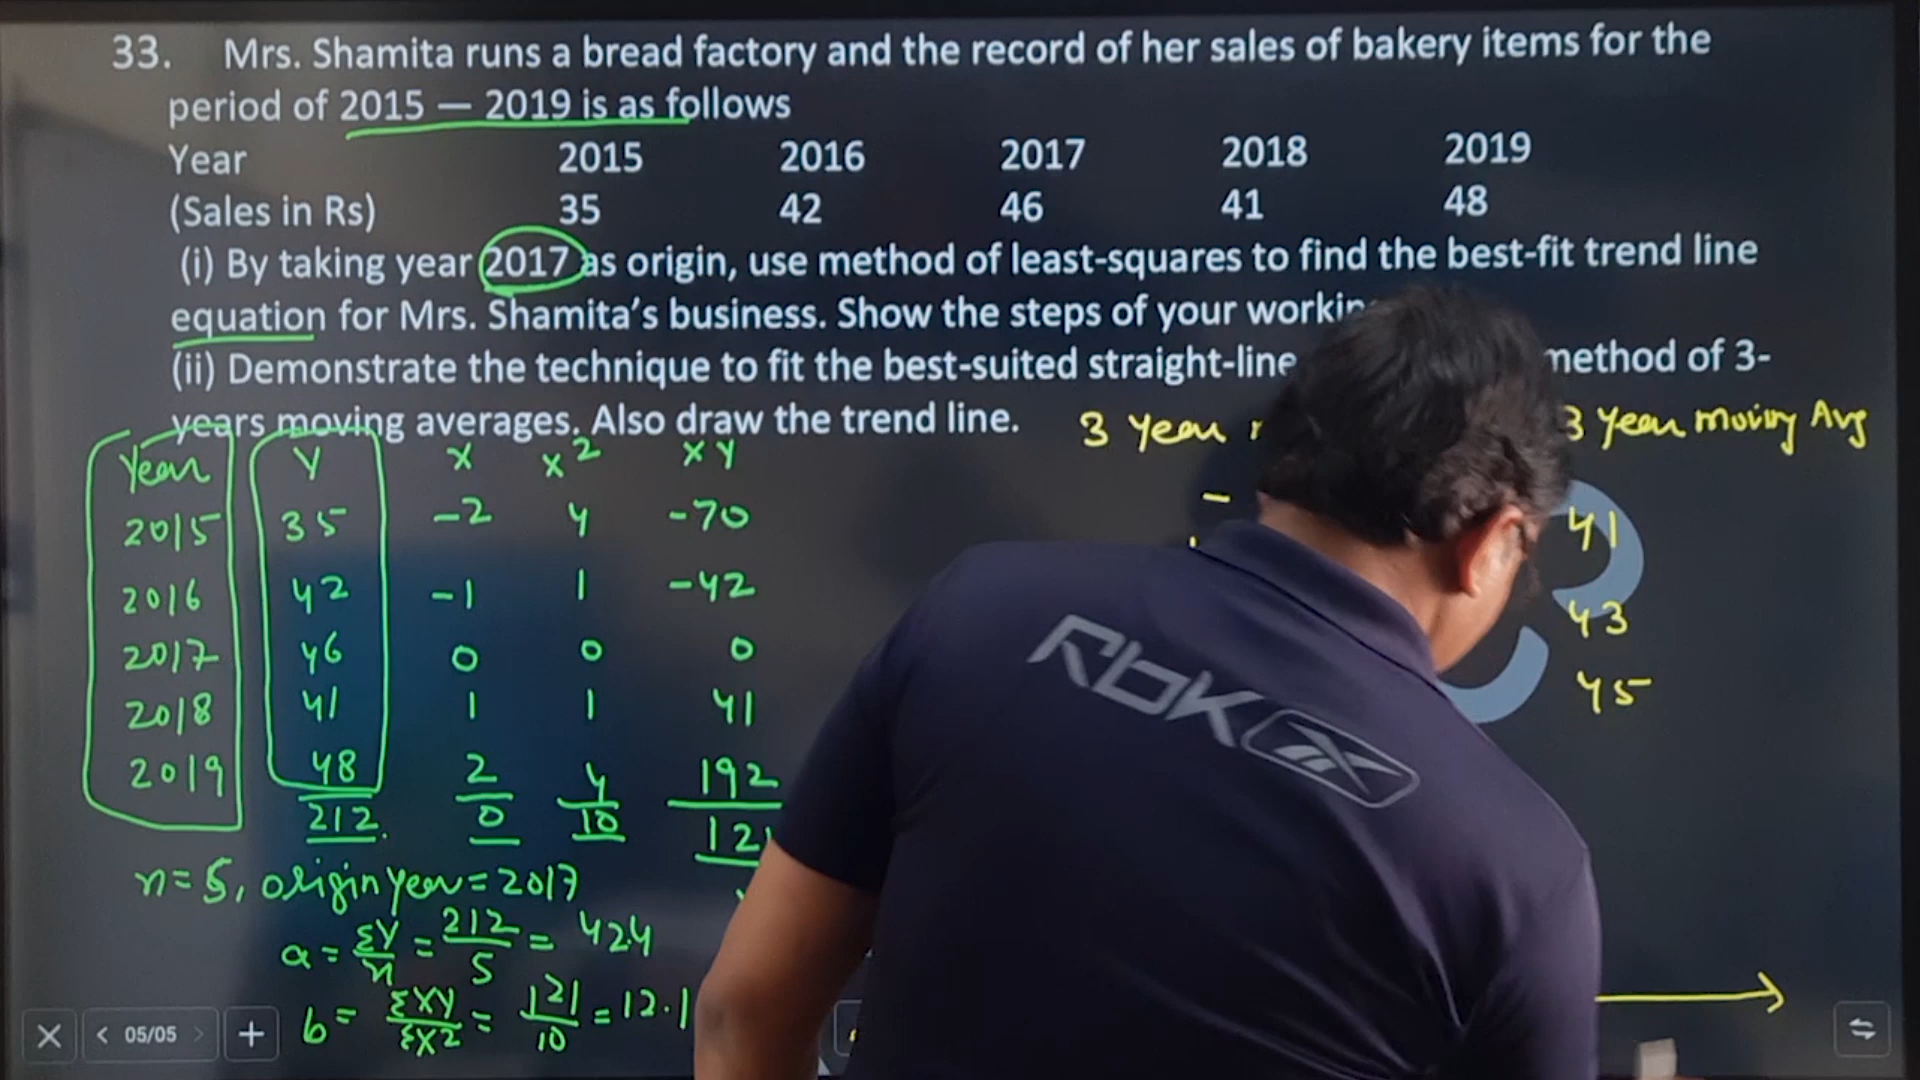 33. Mrs. Shamita runs a bread factory and the record of her sales of bakery items for the
period of 2015 — 2019 is as follows
Year 2015 2016 2017 2018 2019
(Sales in Rs) 35 42 46 41 48
(i) By taking year 2017 as origin, use method of least-squares to find the best-fit trend line
equation for Mrs. Shamita's business. Show the steps of your
(ii) Demonstrate the technique to fit the best-suited straight-line method of 3-
years moving averages. Also draw the trend line.
3 Year 3 Year moving Avg
Year Y X X2 XY
2015 35 -2 4 -70 41
2016 42 -1 1 -42 43
2017 46 0 0 0 45
2018 41 1 1 41
2019 48 2 4 192
212 0 10
n=5, origin year = 2017
a = ΣY/n = 212/5 = 42.4
b = ΣXY/ΣX2 = 121/10 = 12.1
05/05
RbK